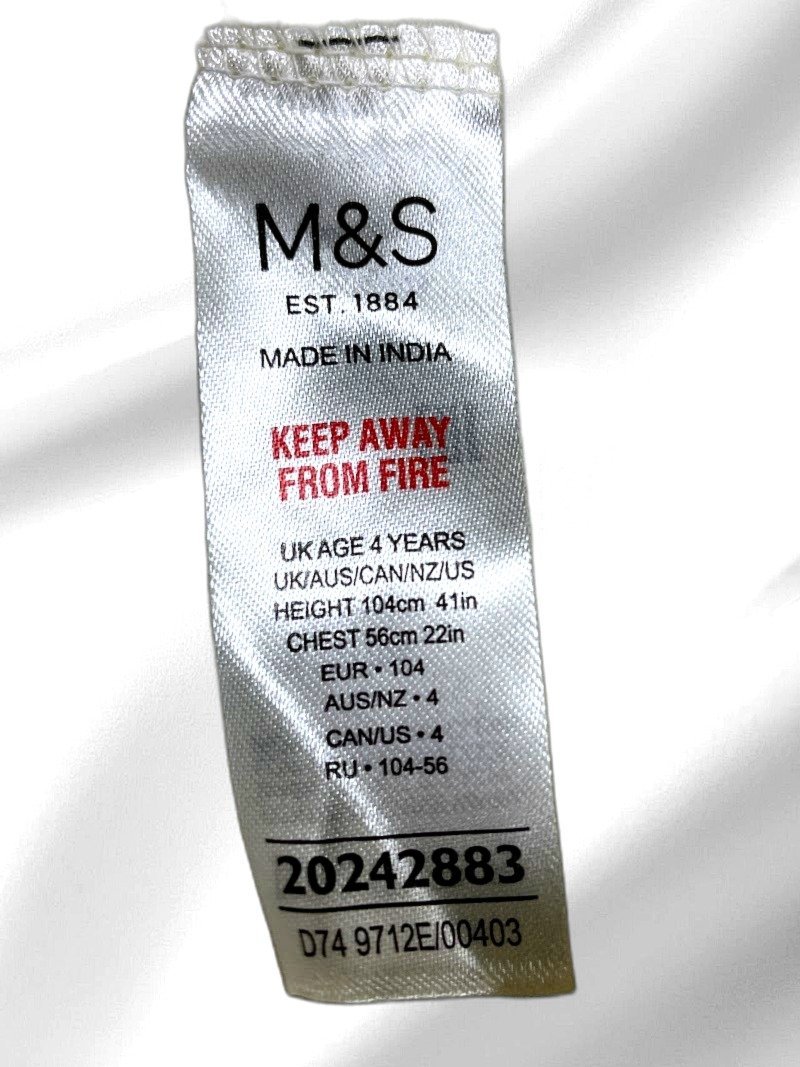 M&S
EST. 1884
MADE IN INDIA
KEEP AWAY
FROM FIRE
UK AGE 4 YEARS
UK/AUS/CAN/NZ/US
HEIGHT 104cm 41in
CHEST 56cm 22in
EUR • 104
AUS/NZ • 4
CAN/US • 4
RU • 104-56
20242883
D74 9712E/00403